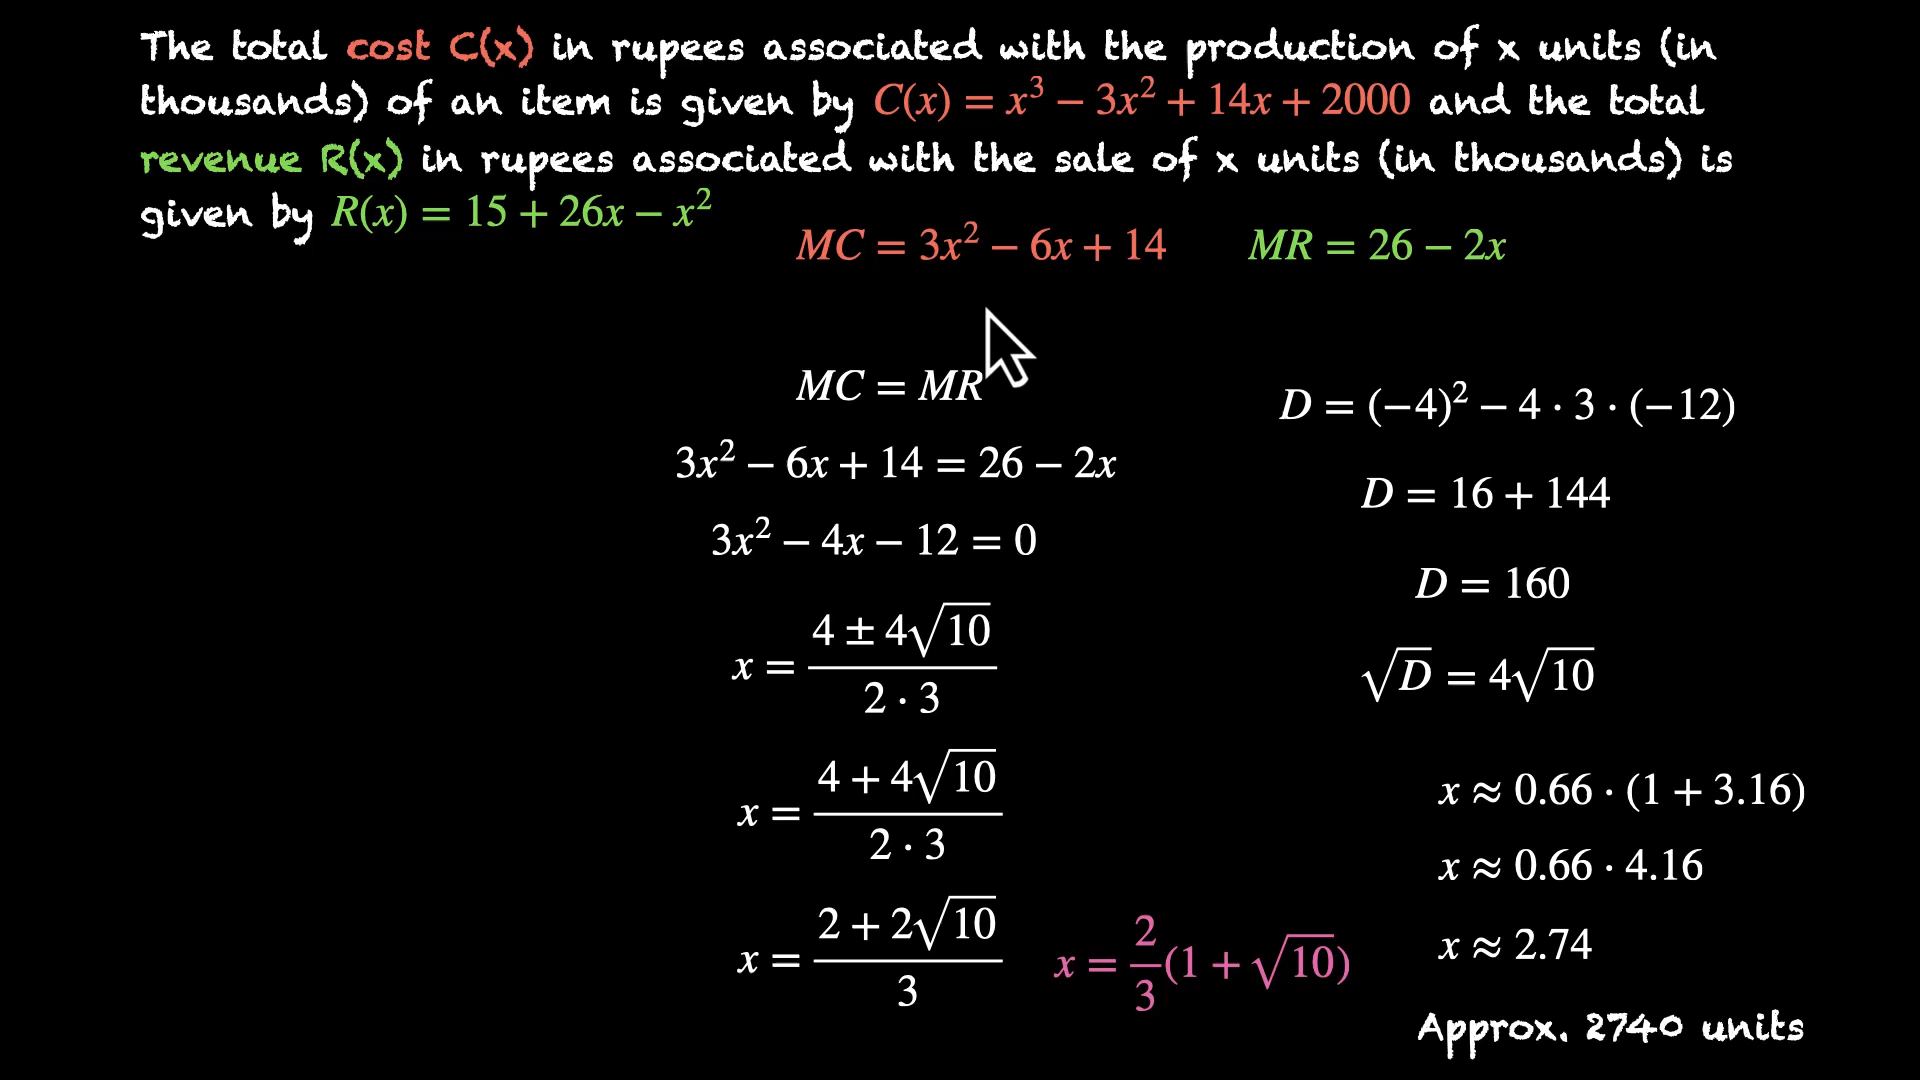 The total cost C(x) in rupees associated with the production of x units (in
thousands) of an item is given by C(x) = x³ − 3x² + 14x + 2000 and the total
revenue R(x) in rupees associated with the sale of x units (in thousands) is
given by R(x) = 15 + 26x − x²
MC = 3x² − 6x + 14
MR = 26 − 2x
MC = MR
3x² − 6x + 14 = 26 − 2x
3x² − 4x − 12 = 0
x = (4 ± 4√10) / (2 · 3)
x = (4 + 4√10) / (2 · 3)
x = (2 + 2√10) / 3
x = 2/3 (1 + √10)
D = (−4)² − 4 · 3 · (−12)
D = 16 + 144
D = 160
√D = 4√10
x ≈ 0.66 · (1 + 3.16)
x ≈ 0.66 · 4.16
x ≈ 2.74
Approx. 2740 units